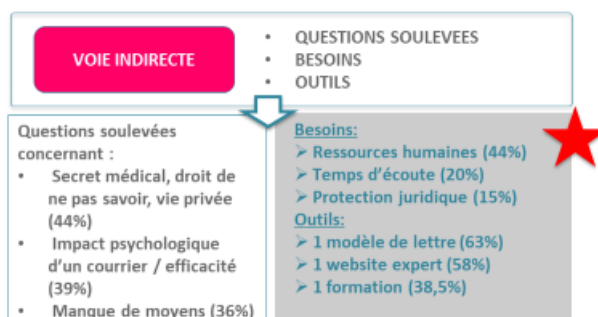 VOIE INDIRECTE
• QUESTIONS SOULEVEES
• BESOINS
• OUTILS
Questions soulevées
concernant :
• Secret médical, droit de
ne pas savoir, vie privée
(44%)
• Impact psychologique
d'un courrier / efficacité
(39%)
• Manque de moyens (36%)
Besoins:
➢ Ressources humaines (44%)
➢ Temps d'écoute (20%)
➢ Protection juridique (15%)
Outils:
➢ 1 modèle de lettre (63%)
➢ 1 website expert (58%)
➢ 1 formation (38,5%)